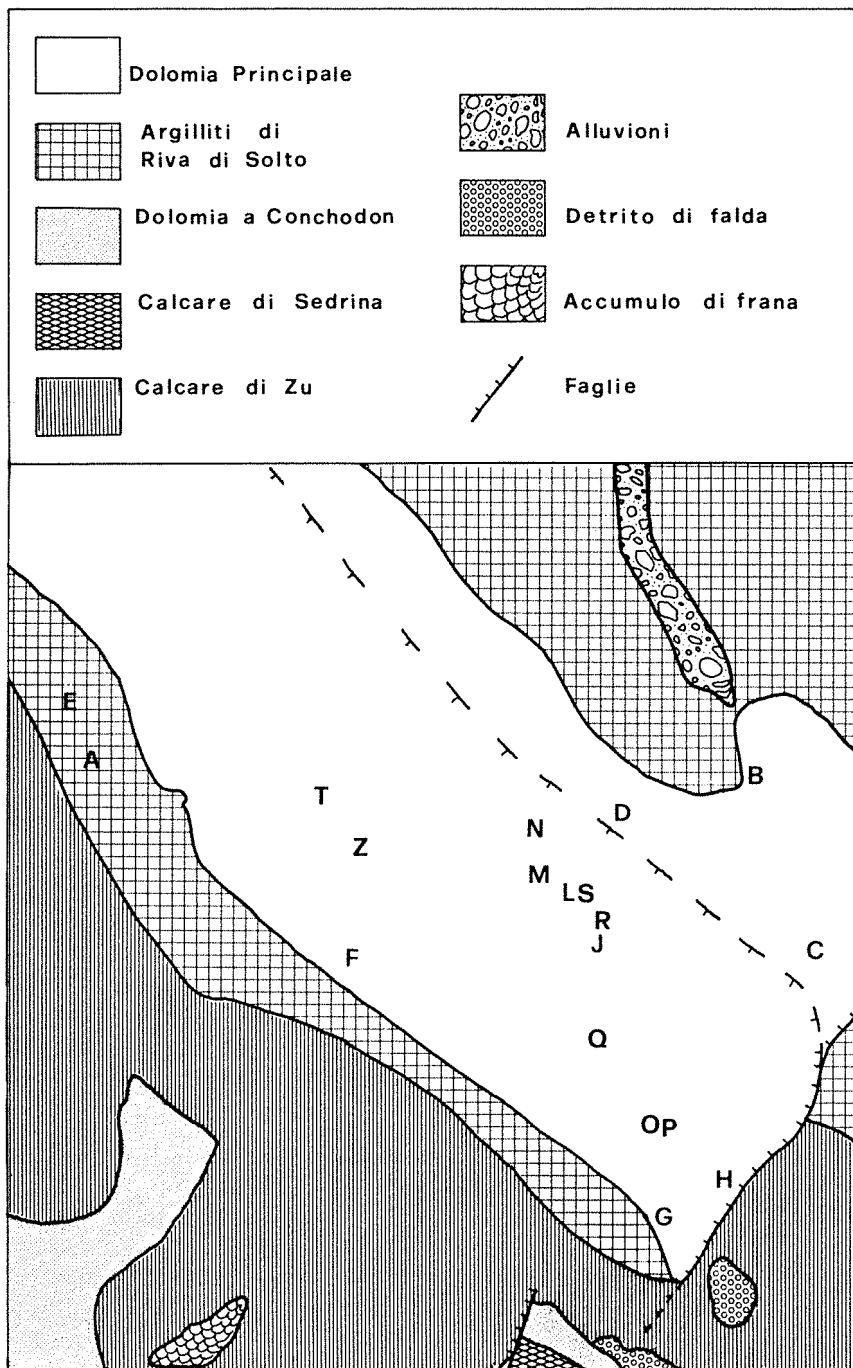 Dolomia Principale
Argilliti di
Riva di Solto
Dolomia a Conchodon
Calcare di Sedrina
Calcare di Zu
Alluvioni
Detrito di falda
Accumulo di frana
Faglie
E
A
B
T
D
N
Z
M
LS
R
J
F
C
Q
OP
H
G